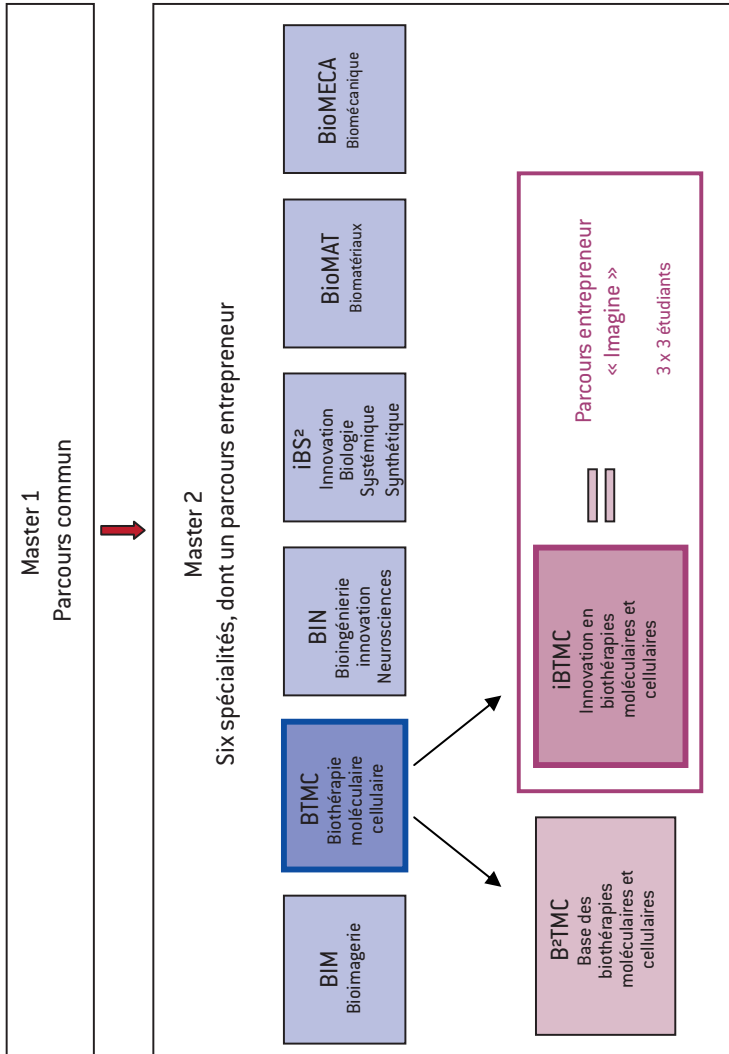 Master 1
Parcours commun
Master 2
Six spécialités, dont un parcours entrepreneur
BIM
Bioimagerie
BTMC
Biothérapie
moléculaire
cellulaire
BIN
Bioingénierie
innovation
Neurosciences
iBS²
Innovation
Biologie
Systémique
Synthétique
BioMAT
Biomatériaux
BioMECA
Biomécanique
B²TMC
Base des
biothérapies
moléculaires et
cellulaires
iBTMC
Innovation en
biothérapies
moléculaires et
cellulaires
Parcours entrepreneur
« Imagine »
3 x 3 étudiants